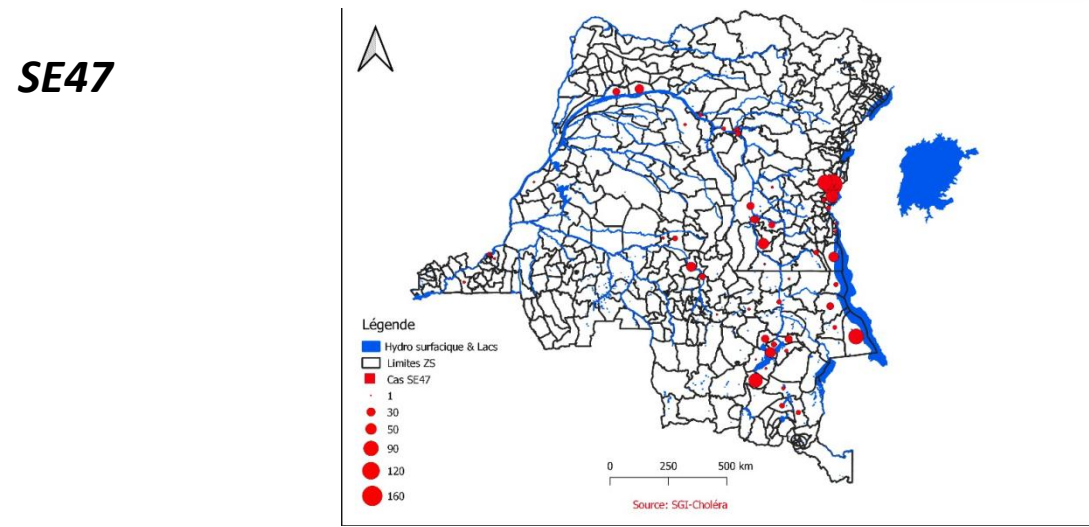 SE47
Légende
Hydro surfacique & Lacs
Limites ZS
Cas SE47
1
30
50
90
120
160
0 250 500 km
Source: SGI-Choléra